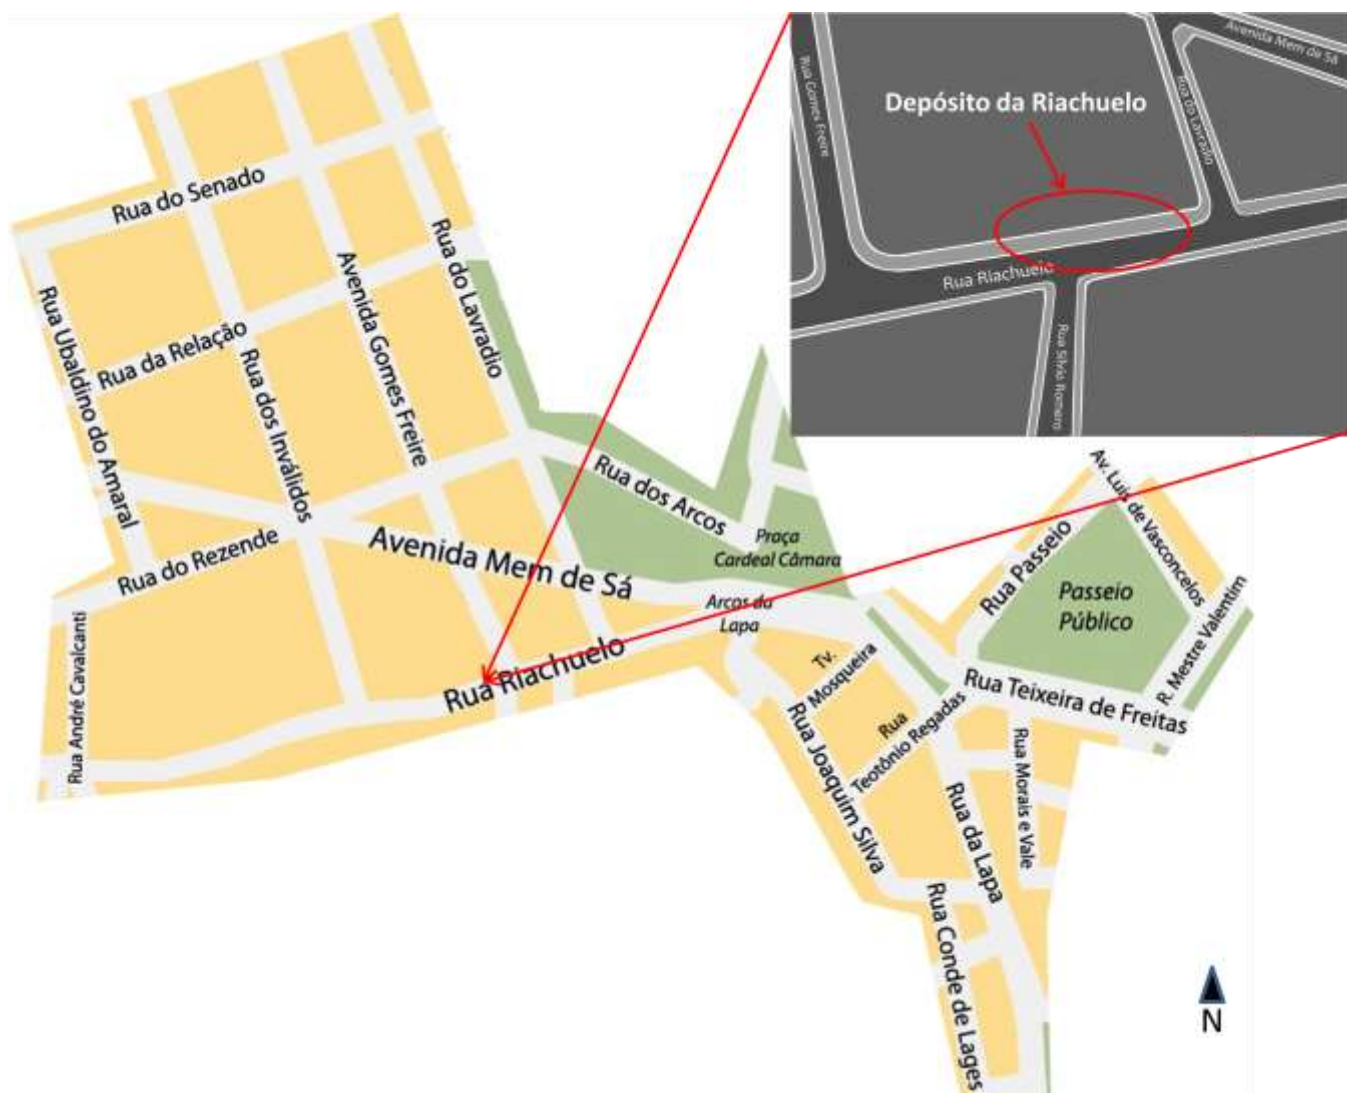 Avenida Mem de Sá
Rua Gomes Freire
Depósito da Riachuelo
Rua do Lavradio
Rua Riachuelo
Rua Silvio Romero
Rua do Senado
Rua do Lavradio
Avenida Gomes Freire
Rua Ubaldino do Amaral
Rua da Relação
Rua dos Inválidos
Rua dos Arcos
Praça
Cardeal Câmara
Av. Luis de Vasconcelos
Rua Passeio
Passeio
Público
R. Mestre Valentim
Rua do Rezende
Avenida Mem de Sá
Arcos da
Lapa
Rua André Cavalcanti
Rua Riachuelo
Tv.
Mosqueira
Rua
Teotônio Regadas
Rua Teixeira de Freitas
Rua Joaquim Silva
Rua da Lapa
Rua Morais e Vale
Rua Conde de Lages
N